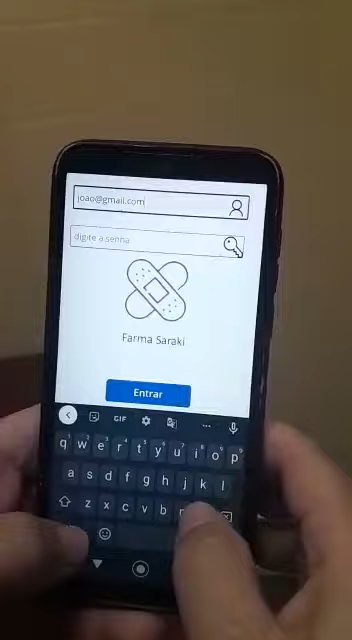 joao@gmail.com
digite a senha
Farma Saraki
Entrar
GIF
q w e r t y u i o p
a s d f g h j k l
z x c v b